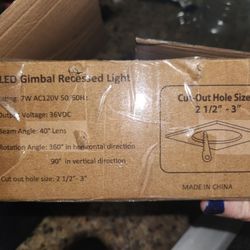 LED Gimbal Recessed Light
Rating: 7W AC120V 50/60Hz
Output Voltage: 36VDC
Beam Angle: 40° Lens
Rotation Angle: 360° in horizontal direction
90° in vertical direction
Cut out hole size: 2 1/2" - 3"
Cut-Out Hole Size
2 1/2" - 3"
MADE IN CHINA